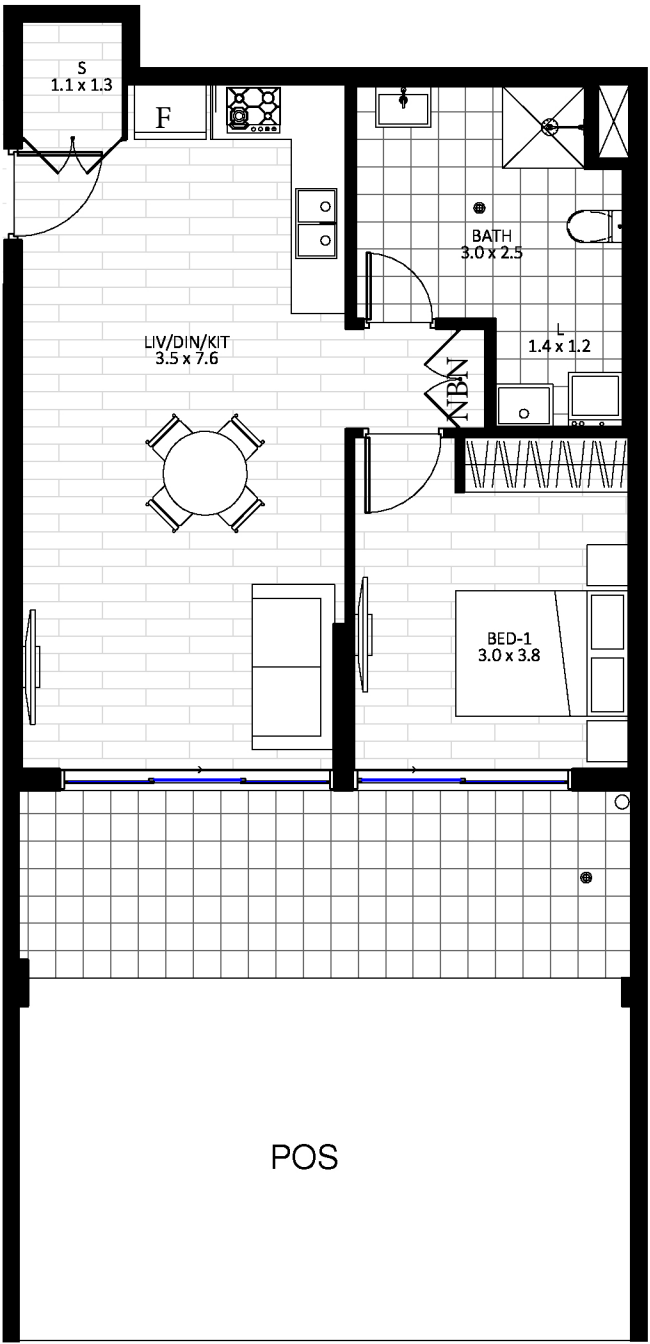 S
1.1 x 1.3
F
BATH
3.0 x 2.5
LIV/DIN/KIT
3.5 x 7.6
L
1.4 x 1.2
NBN
BED-1
3.0 x 3.8
POS